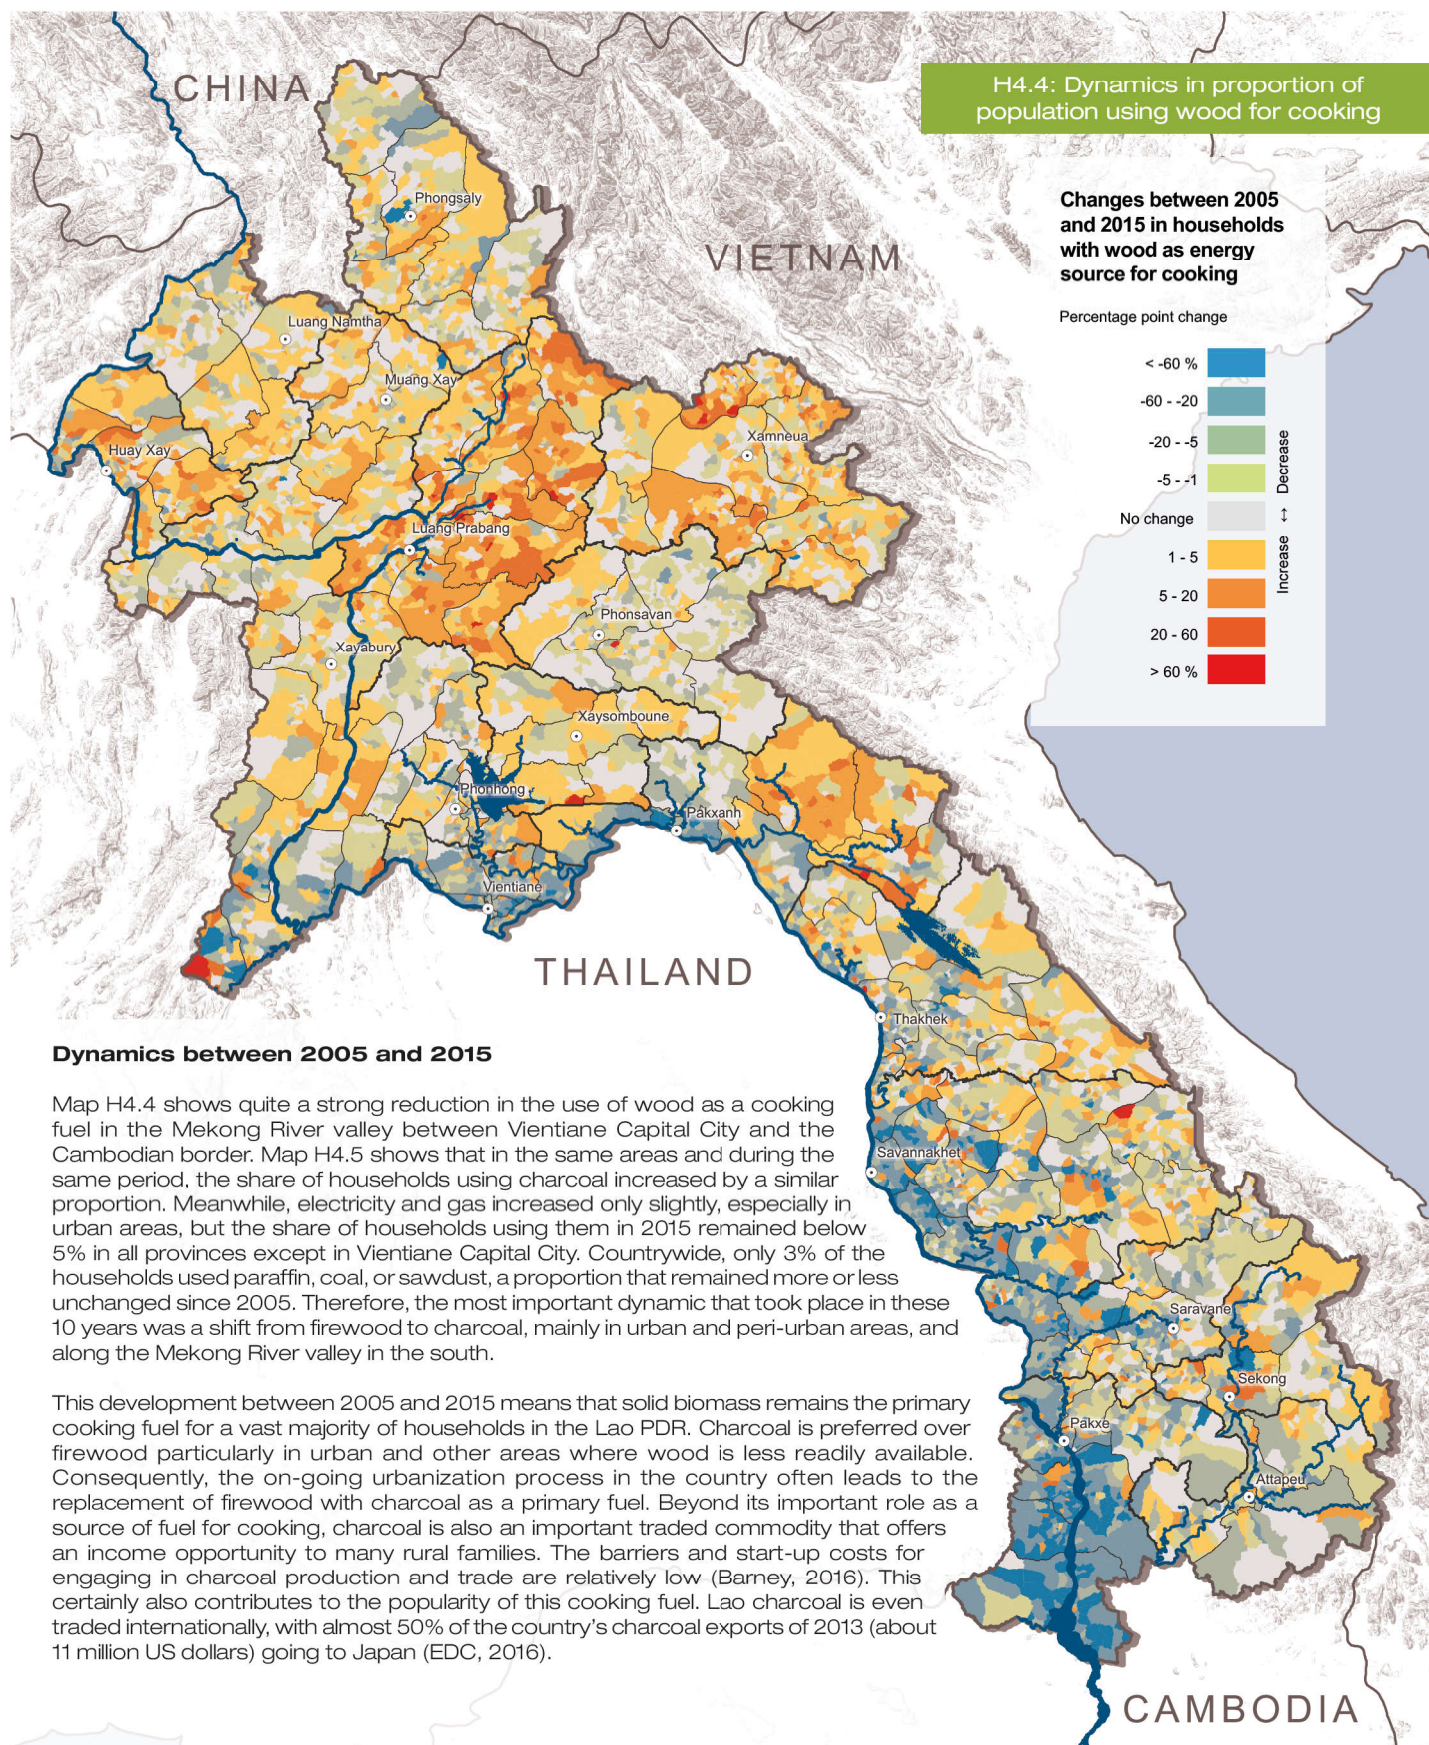 CHINA
H4.4: Dynamics in proportion of
population using wood for cooking
Changes between 2005
and 2015 in households
with wood as energy
source for cooking
Percentage point change
< -60 %
-60 - -20
-20 - -5
-5 - -1
No change
1 - 5
5 - 20
20 - 60
> 60 %
Increase ↔ Decrease
VIETNAM
Phongsaly
Luang Namtha
Muang Xay
Huay Xay
Xamneua
Luang Prabang
Phonsavan
Xayabury
Xaysomboune
Phonhong
Pakxanh
Vientiane
THAILAND
Thakhek
Savannakhet
Saravane
Sekong
Pakxe
Attapeu
CAMBODIA
Dynamics between 2005 and 2015
Map H4.4 shows quite a strong reduction in the use of wood as a cooking
fuel in the Mekong River valley between Vientiane Capital City and the
Cambodian border. Map H4.5 shows that in the same areas and during the
same period, the share of households using charcoal increased by a similar
proportion. Meanwhile, electricity and gas increased only slightly, especially in
urban areas, but the share of households using them in 2015 remained below
5% in all provinces except in Vientiane Capital City. Countrywide, only 3% of the
households used paraffin, coal, or sawdust, a proportion that remained more or less
unchanged since 2005. Therefore, the most important dynamic that took place in these
10 years was a shift from firewood to charcoal, mainly in urban and peri-urban areas, and
along the Mekong River valley in the south.
This development between 2005 and 2015 means that solid biomass remains the primary
cooking fuel for a vast majority of households in the Lao PDR. Charcoal is preferred over
firewood particularly in urban and other areas where wood is less readily available.
Consequently, the on-going urbanization process in the country often leads to the
replacement of firewood with charcoal as a primary fuel. Beyond its important role as a
source of fuel for cooking, charcoal is also an important traded commodity that offers
an income opportunity to many rural families. The barriers and start-up costs for
engaging in charcoal production and trade are relatively low (Barney, 2016). This
certainly also contributes to the popularity of this cooking fuel. Lao charcoal is even
traded internationally, with almost 50% of the country's charcoal exports of 2013 (about
11 million US dollars) going to Japan (EDC, 2016).